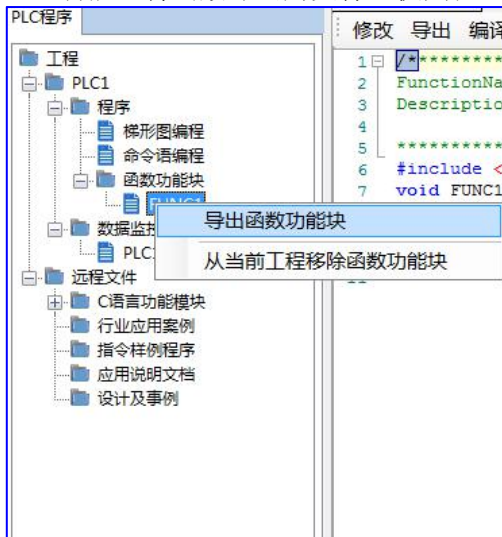 PLC程序
工程
PLC1
程序
梯形图编程
命令语编程
函数功能块
数据监
远程文件
C语言功能模块
行业应用案例
指令样例程序
应用说明文档
设计及事例
导出函数功能块
从当前工程移除函数功能块
修改 导出 编译
1 /**********
2 FunctionNa
3 Descriptio
4
5 **********
6 #include <
7 void FUNC1